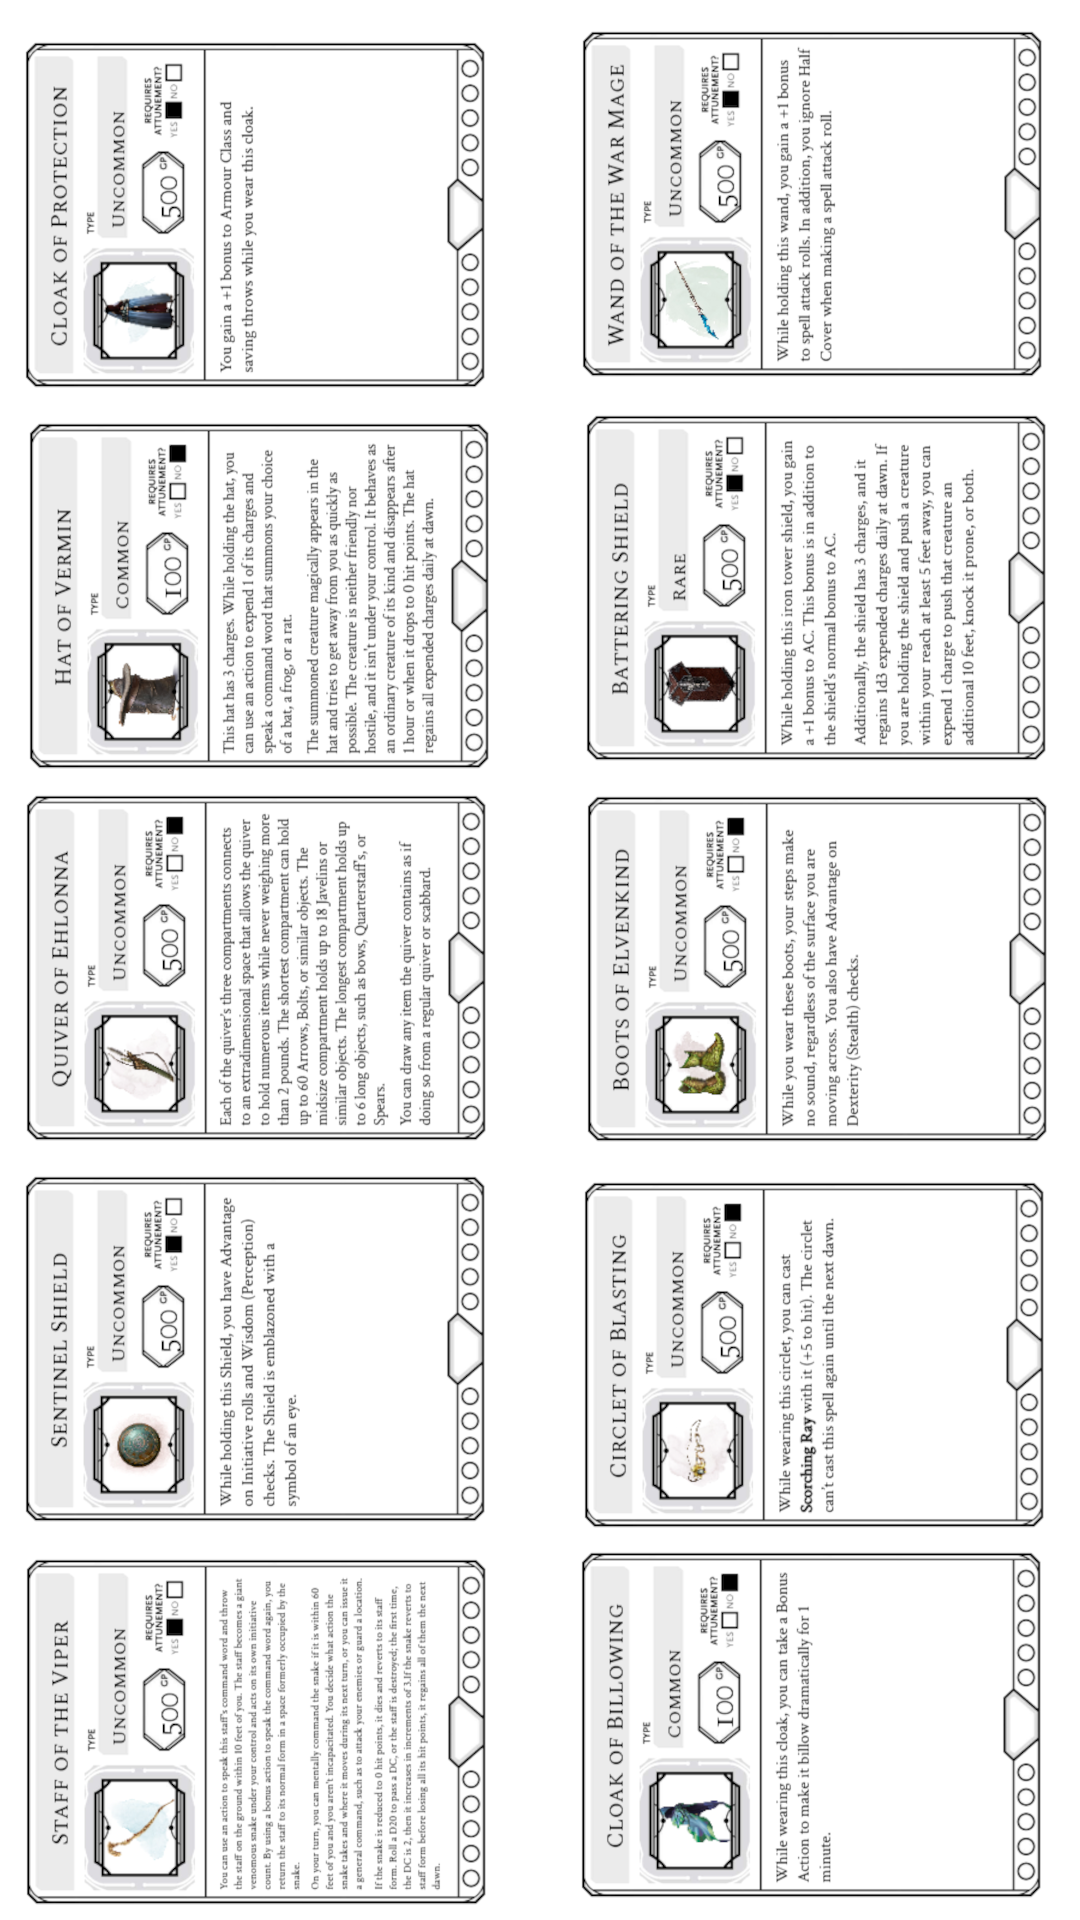 CLOAK OF PROTECTION
TYPE
UNCOMMON
500 GP
REQUIRES
ATTUNEMENT?
YES NO
You gain a +1 bonus to Armour Class and
saving throws while you wear this cloak.
WAND OF THE WAR MAGE
TYPE
UNCOMMON
500 GP
REQUIRES
ATTUNEMENT?
YES NO
While holding this wand, you gain a +1 bonus
to spell attack rolls. In addition, you ignore Half
Cover when making a spell attack roll.
HAT OF VERMIN
TYPE
COMMON
100 GP
REQUIRES
ATTUNEMENT?
YES NO
This hat has 3 charges. While holding the hat, you
can use an action to expend 1 of its charges and
speak a command word that summons your choice
of a bat, a frog, or a rat.
The summoned creature magically appears in the
hat and tries to get away from you as quickly as
possible. The creature is neither friendly nor
hostile, and it isn't under your control. It behaves as
an ordinary creature of its kind and disappears after
1 hour or when it drops to 0 hit points. The hat
regains all expended charges daily at dawn.
BATTERING SHIELD
TYPE
RARE
500 GP
REQUIRES
ATTUNEMENT?
YES NO
While holding this iron tower shield, you gain
a +1 bonus to AC. This bonus is in addition to
the shield's normal bonus to AC.
Additionally, the shield has 3 charges, and it
regains 1d3 expended charges daily at dawn. If
you are holding the shield and push a creature
within your reach at least 5 feet away, you can
expend 1 charge to push that creature an
additional 10 feet, knock it prone, or both.
QUIVER OF EHLONNA
TYPE
UNCOMMON
500 GP
REQUIRES
ATTUNEMENT?
YES NO
Each of the quiver's three compartments connects
to an extradimensional space that allows the quiver
to hold numerous items while never weighing more
than 2 pounds. The shortest compartment can hold
up to 60 Arrows, Bolts, or similar objects. The
midsize compartment holds up to 18 Javelins or
similar objects. The longest compartment holds up
to 6 long objects, such as bows, Quarterstaff's, or
Spears.
You can draw any item the quiver contains as if
doing so from a regular quiver or scabbard.
BOOTS OF ELVENKIND
TYPE
UNCOMMON
500 GP
REQUIRES
ATTUNEMENT?
YES NO
While you wear these boots, your steps make
no sound, regardless of the surface you are
moving across. You also have Advantage on
Dexterity (Stealth) checks.
SENTINEL SHIELD
TYPE
UNCOMMON
500 GP
REQUIRES
ATTUNEMENT?
YES NO
While holding this Shield, you have Advantage
on Initiative rolls and Wisdom (Perception)
checks. The Shield is emblazoned with a
symbol of an eye.
CIRCLET OF BLASTING
TYPE
UNCOMMON
500 GP
REQUIRES
ATTUNEMENT?
YES NO
While wearing this circlet, you can cast
Scorching Ray with it (+5 to hit). The circlet
can't cast this spell again until the next dawn.
STAFF OF THE VIPER
TYPE
UNCOMMON
500 GP
REQUIRES
ATTUNEMENT?
YES NO
You can use an action to speak this staff's command word and throw
the staff on the ground within 10 feet of you. The staff becomes a giant
venomous snake under your control and acts on its own initiative
count. By using a bonus action to speak the command word again, you
return the staff to its normal form in a space formerly occupied by the
snake.
On your turn, you can mentally command the snake if it is within 60
feet of you and you aren't incapacitated. You decide what action the
snake takes and where it moves during its next turn, or you can issue it
a general command, such as to attack your enemies or guard a location.
If the snake is reduced to 0 hit points, it dies and reverts to its staff
form. Roll a D20 to pass a DC, or the staff is destroyed; the first time,
the DC is 2, then it increases in increments of 3.If the snake reverts to
staff form before losing all its hit points, it regains all of them the next
dawn.
CLOAK OF BILLOWING
TYPE
COMMON
100 GP
REQUIRES
ATTUNEMENT?
YES NO
While wearing this cloak, you can take a Bonus
Action to make it billow dramatically for 1
minute.